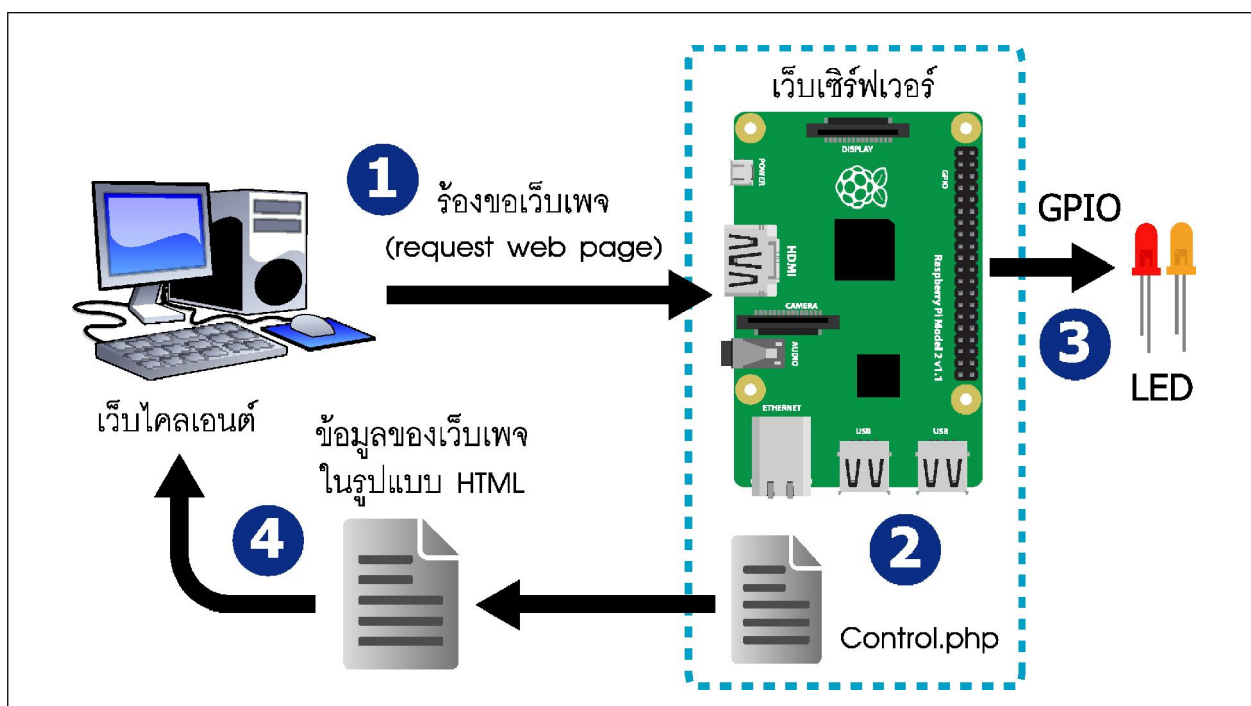 เว็บเซิร์ฟเวอร์
1
ร้องขอเว็บเพจ
(request web page)
เว็บไคลเอนต์
DISPLAY
POWER
GPIO
HDMI
CAMERA
AUDIO
Raspberry Pi Model 2 v1.1
ETHERNET
USB
USB
GPIO
3
LED
2
Control.php
ข้อมูลของเว็บเพจ
ในรูปแบบ HTML
4